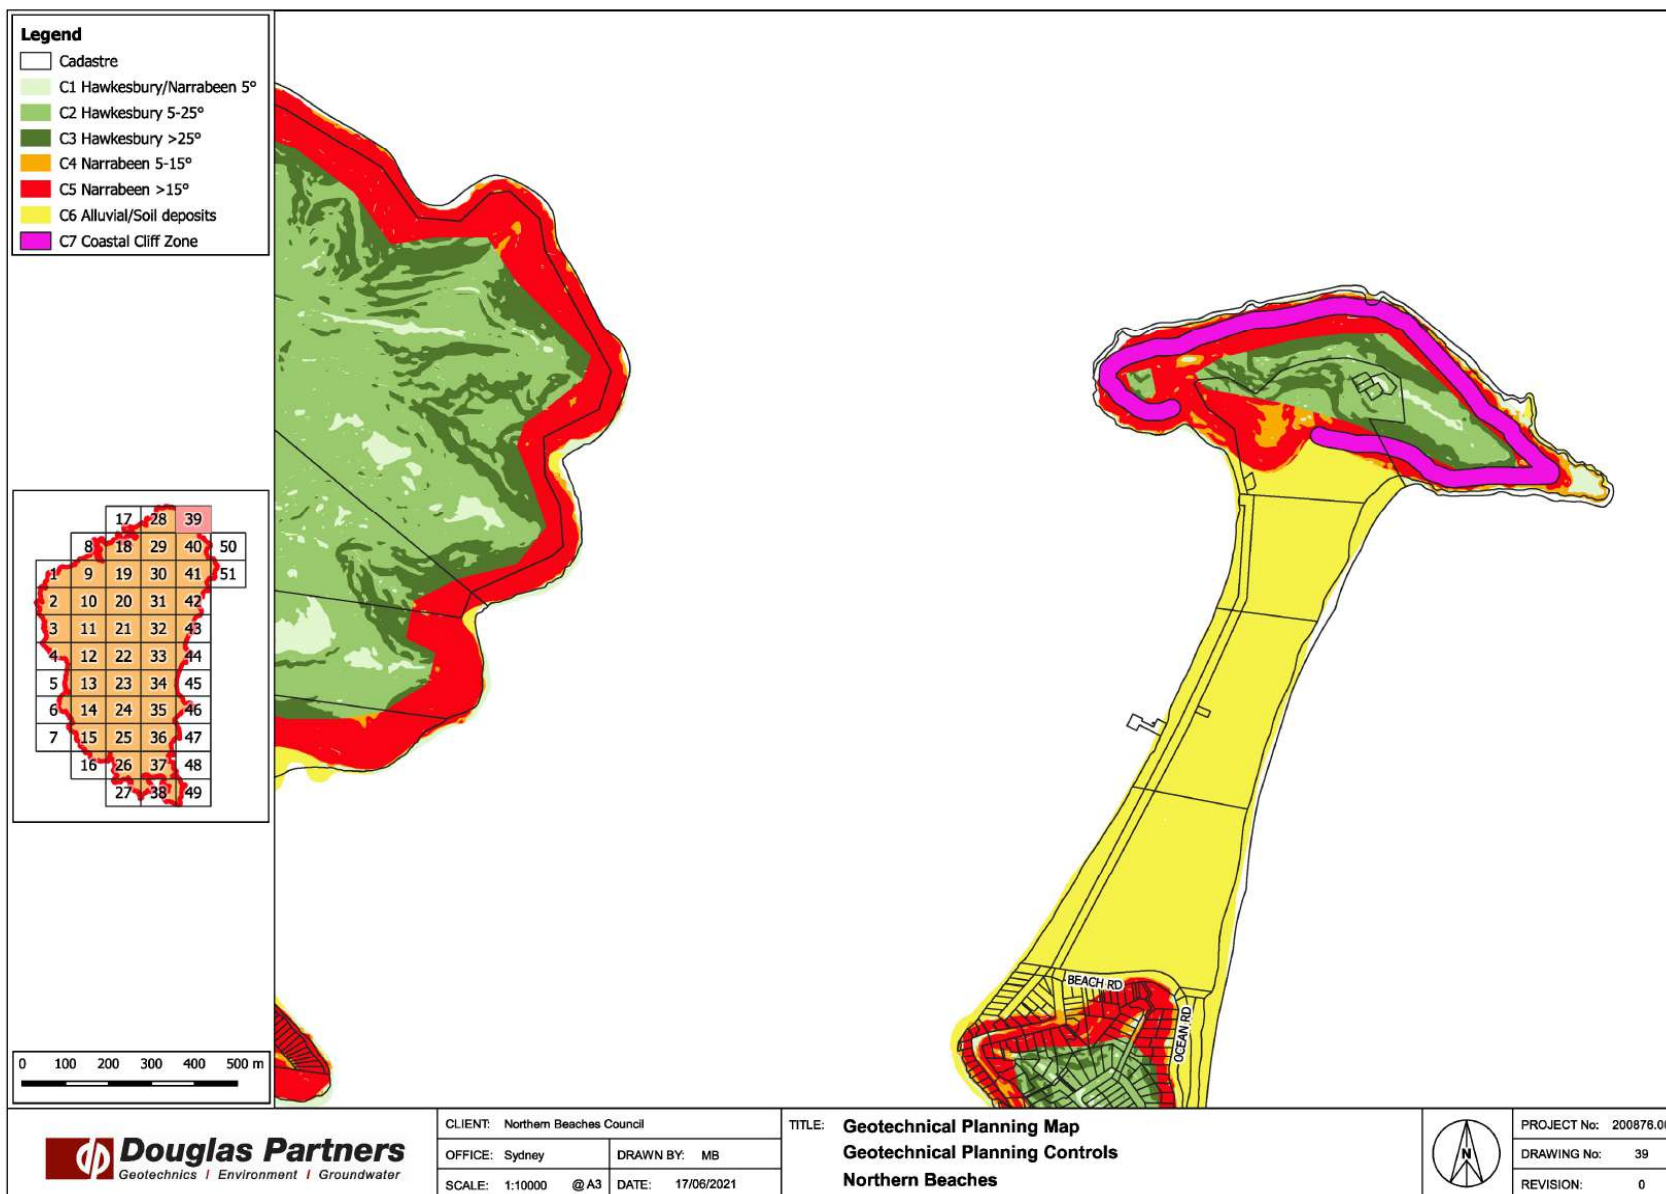 Legend
Cadastre
C1 Hawkesbury/Narrabeen 5°
C2 Hawkesbury 5-25°
C3 Hawkesbury >25°
C4 Narrabeen 5-15°
C5 Narrabeen >15°
C6 Alluvial/Soil deposits
C7 Coastal Cliff Zone
17 28 39
8 18 29 40 50
1 9 19 30 41 51
2 10 20 31 42
3 11 21 32 43
4 12 22 33 44
5 13 23 34 45
6 14 24 35 46
7 15 25 36 47
16 26 37 48
27 38 49
BEACH RD
OCEAN RD
0 100 200 300 400 500 m
Douglas Partners
Geotechnics | Environment | Groundwater
CLIENT: Northern Beaches Council
OFFICE: Sydney
DRAWN BY: MB
SCALE: 1:10000 @A3
DATE: 17/06/2021
TITLE: Geotechnical Planning Map
Geotechnical Planning Controls
Northern Beaches
N
PROJECT No:
DRAWING No: 39
REVISION: 0